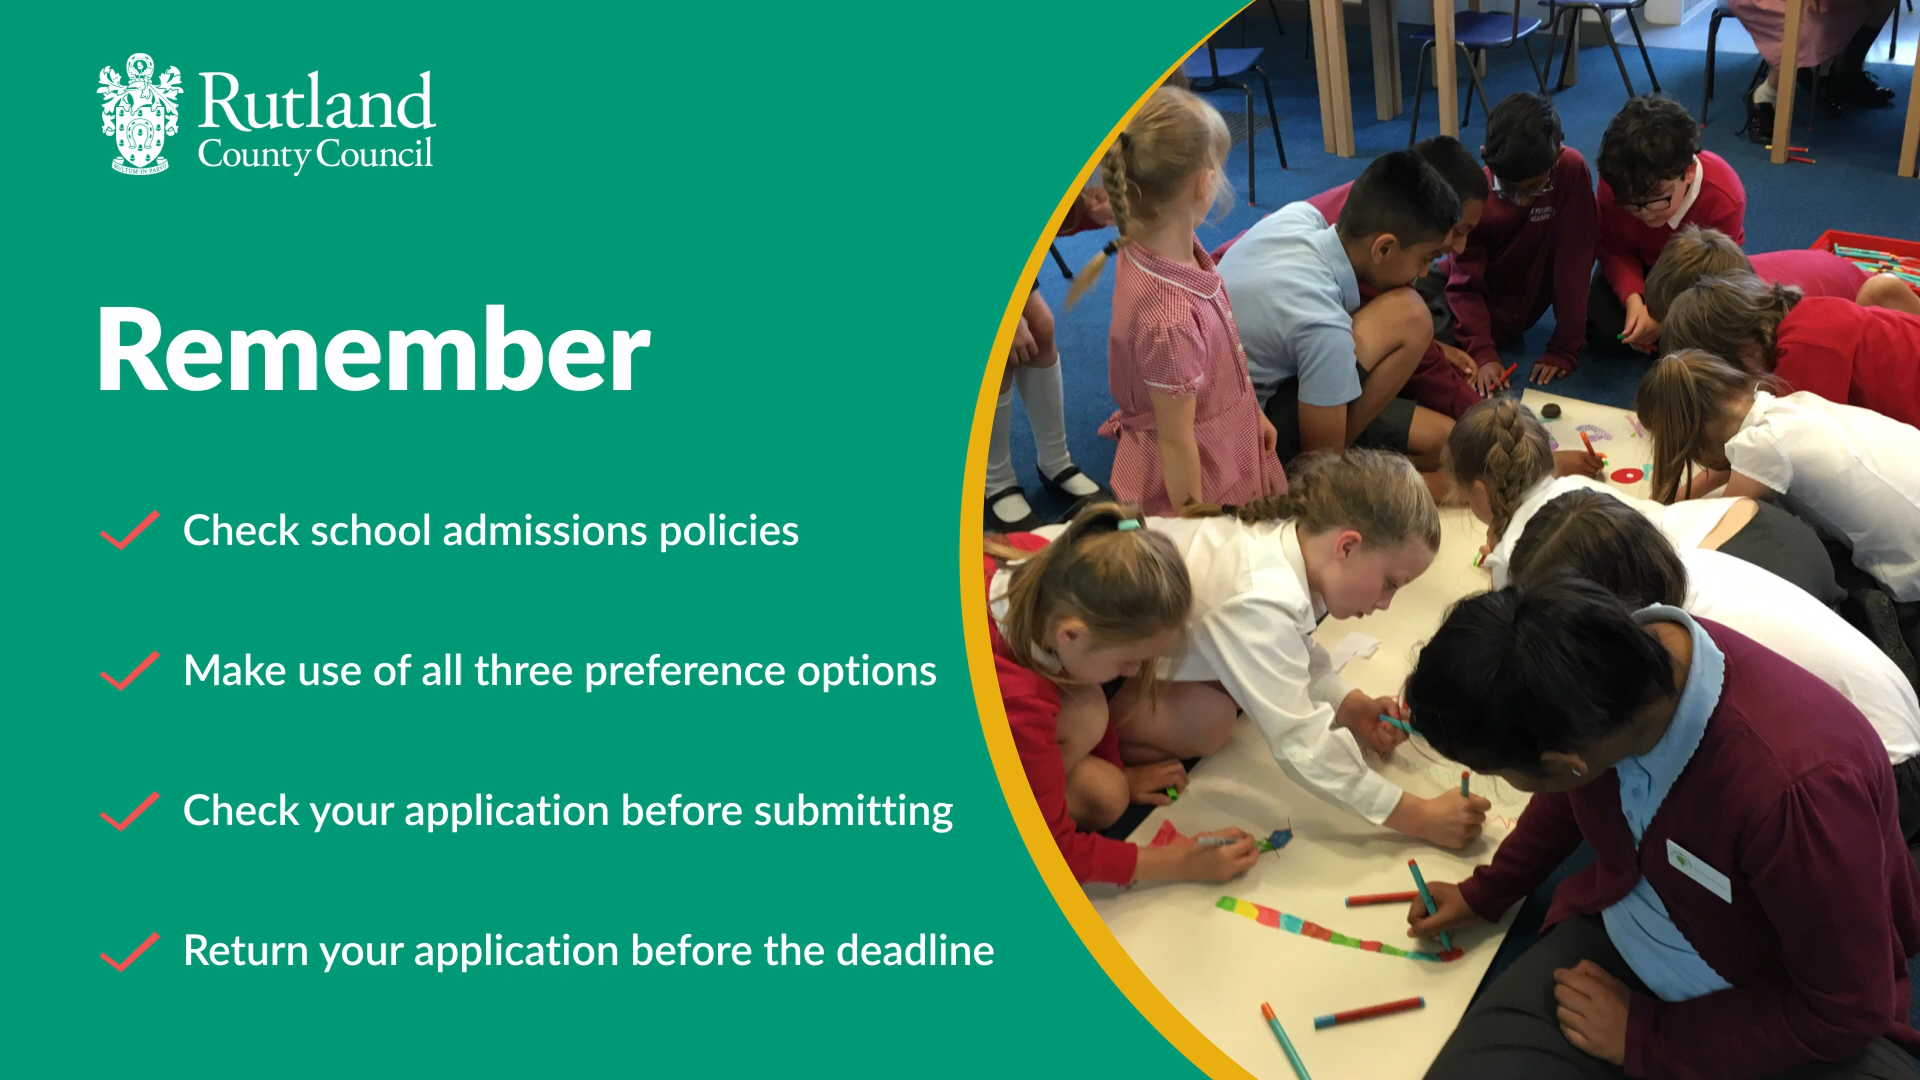 Rutland
County Council
Remember
Check school admissions policies
Make use of all three preference options
Check your application before submitting
Return your application before the deadline